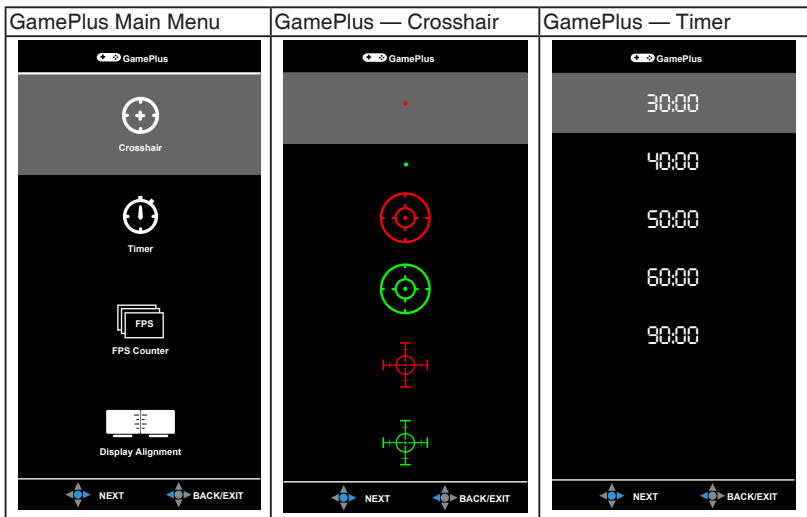 GamePlus Main Menu
GamePlus — Crosshair
GamePlus — Timer
GamePlus
Crosshair
Timer
FPS
FPS Counter
Display Alignment
NEXT BACK/EXIT
GamePlus
NEXT BACK/EXIT
GamePlus
30:00
40:00
50:00
60:00
90:00
NEXT BACK/EXIT